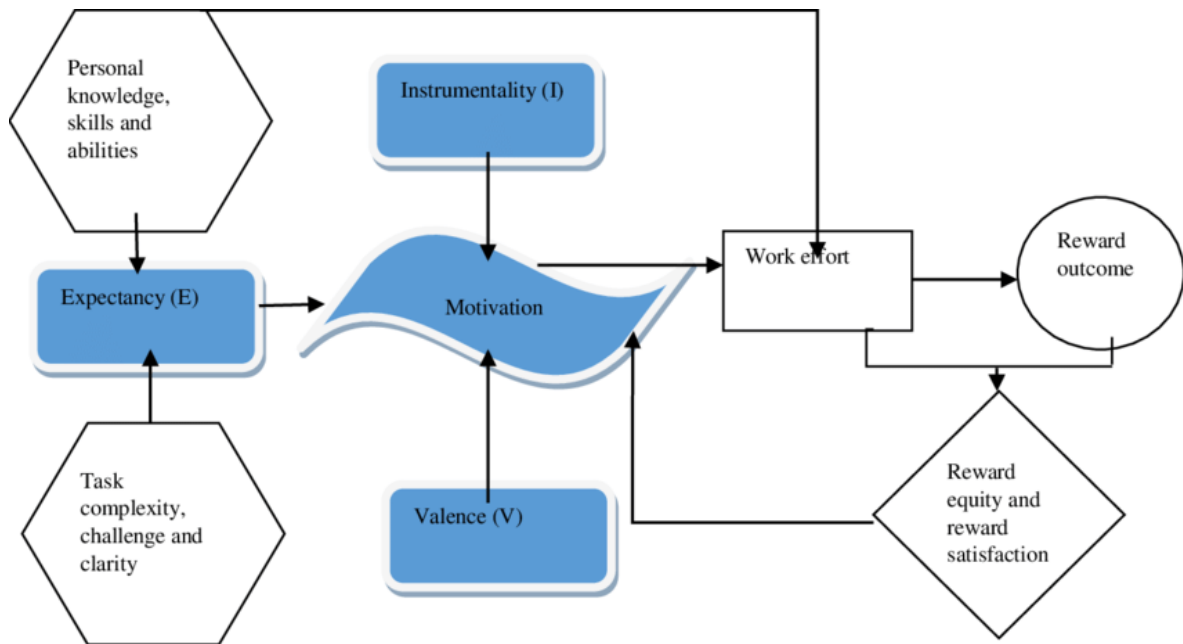 Personal
knowledge,
skills and
abilities
Instrumentality (I)
Expectancy (E)
Motivation
Work effort
Reward
outcome
Task
complexity,
challenge and
clarity
Valence (V)
Reward
equity and
reward
satisfaction